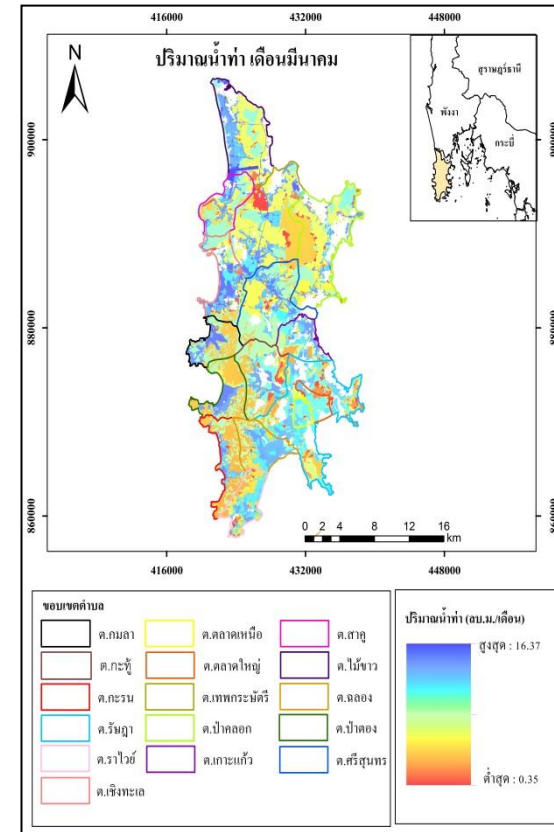 416000 432000 448000
ปริมาณน้ำท่า เดือนมีนาคม
N
สุราษฎร์ธานี
พังงา
กระบี่
900000 900000
880000 880000
860000 860000
0 1 2 4 8 12 16
km
416000 432000 448000
ขอบเขตตำบล
ต.กมลา ต.ตลาดเหนือ ต.สาคู
ต.กะทู้ ต.ตลาดใหญ่ ต.ไม้ขาว
ต.กะรน ต.เทพกระษัตรี ต.ฉลอง
ต.รัษฎา ต.ป่าคลอก ต.ป่าตอง
ต.ราไวย์ ต.เกาะแก้ว ต.ศรีสุนทร
ต.เชิงทะเล
ปริมาณน้ำท่า (ลบ.ม./เดือน)
สูงสุด : 16.37
ต่ำสุด : 0.35